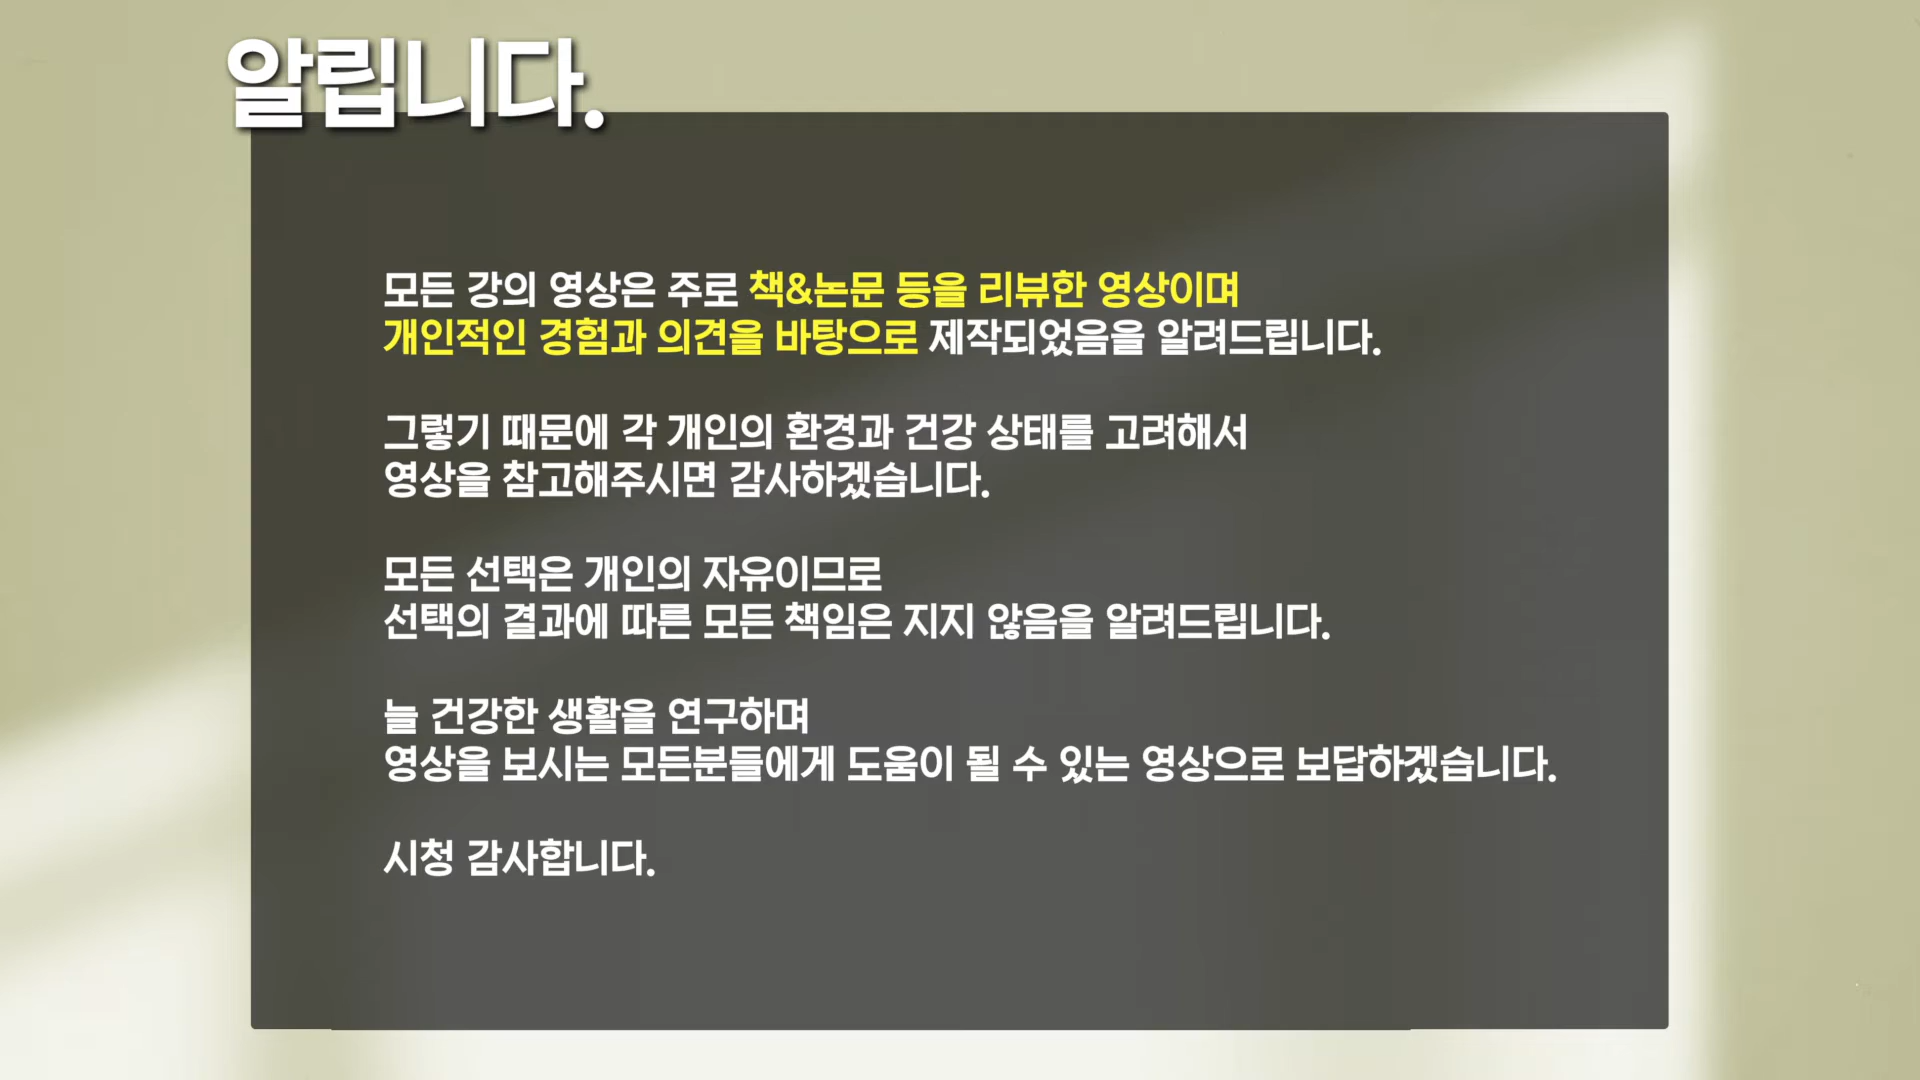 알립니다.
모든 강의 영상은 주로 책&논문 등을 리뷰한 영상이며
개인적인 경험과 의견을 바탕으로 제작되었음을 알려드립니다.
그렇기 때문에 각 개인의 환경과 건강 상태를 고려해서
영상을 참고해주시면 감사하겠습니다.
모든 선택은 개인의 자유이므로
선택의 결과에 따른 모든 책임은 지지 않음을 알려드립니다.
늘 건강한 생활을 연구하며
영상을 보시는 모든분들에게 도움이 될 수 있는 영상으로 보답하겠습니다.
시청 감사합니다.